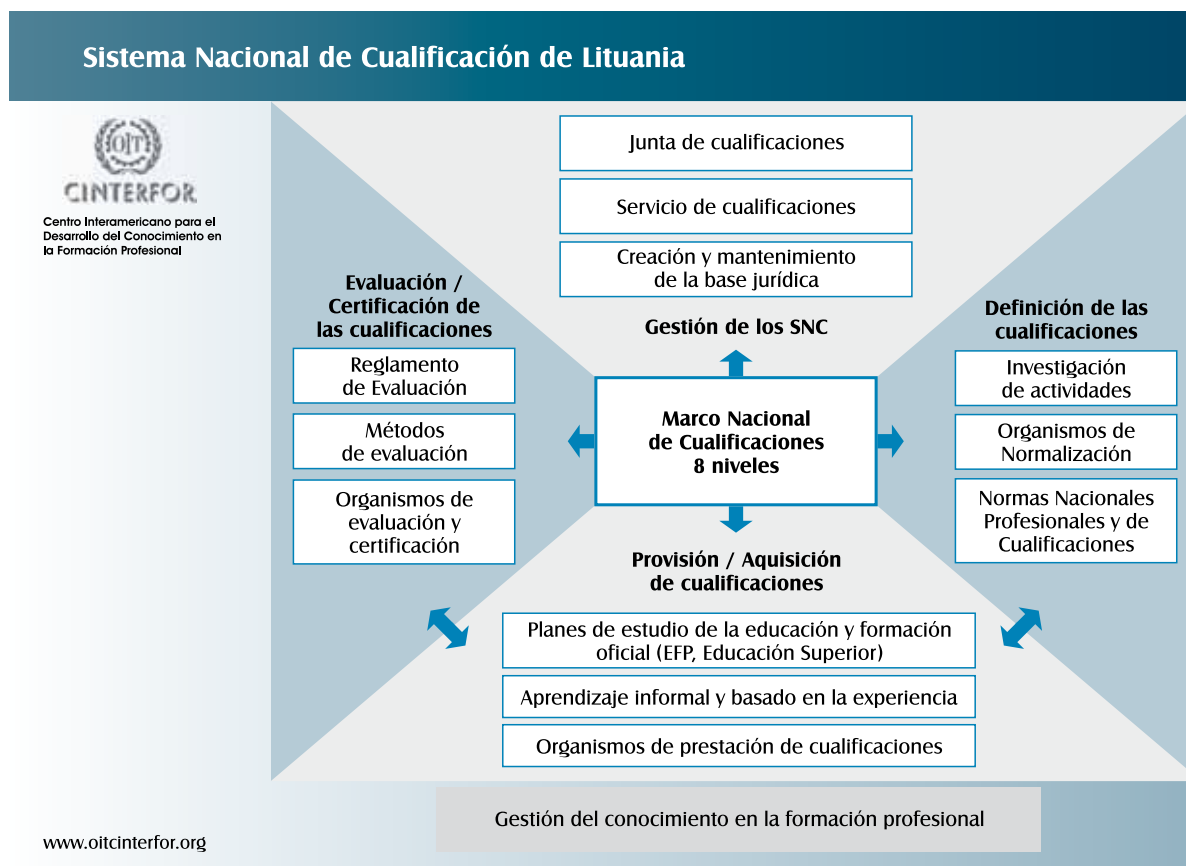 Sistema Nacional de Cualificación de Lituania
OIT
CINTERFOR
Centro Interamericano para el
Desarrollo del Conocimiento en
la Formación Profesional
Junta de cualificaciones
Servicio de cualificaciones
Creación y mantenimiento
de la base jurídica
Gestión de los SNC
Evaluación /
Certificación de
las cualificaciones
Reglamento
de Evaluación
Métodos
de evaluación
Organismos de
evaluación y
certificación
Marco Nacional
de Cualificaciones
8 niveles
Definición de las
cualificaciones
Investigación
de actividades
Organismos de
Normalización
Normas Nacionales
Profesionales y de
Cualificaciones
Provisión / Aquisición
de cualificaciones
Planes de estudio de la educación y formación
oficial (EFP, Educación Superior)
Aprendizaje informal y basado en la experiencia
Organismos de prestación de cualificaciones
Gestión del conocimiento en la formación profesional
www.oitcinterfor.org